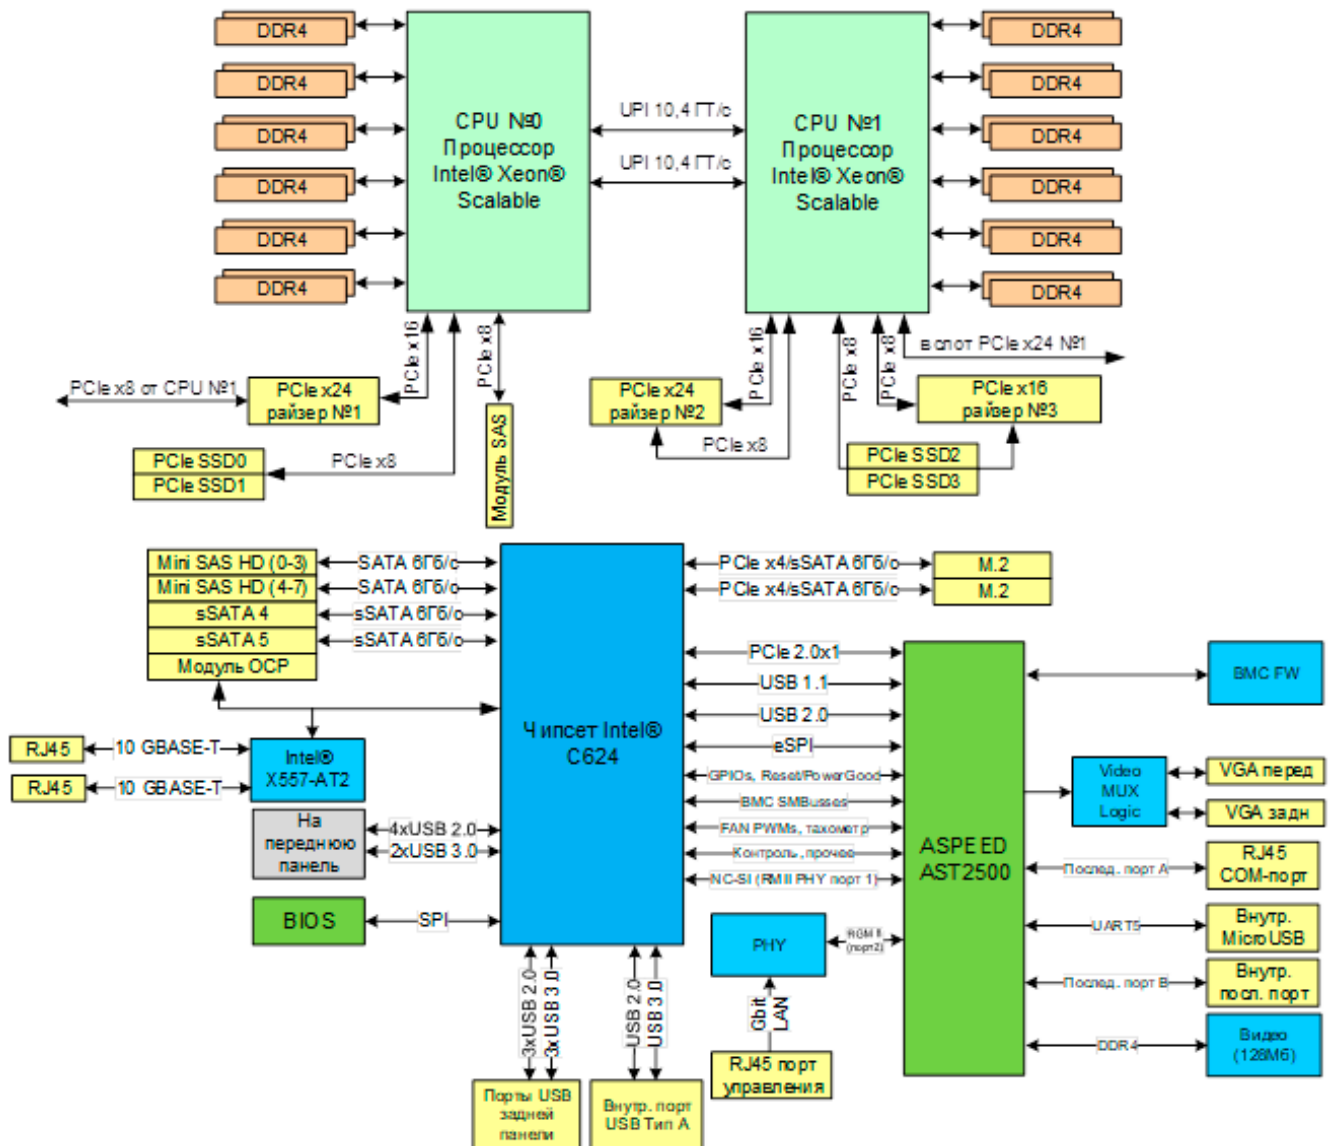 DDR4
DDR4
DDR4
DDR4
DDR4
DDR4
CPU №0
Процессор
Intel® Xeon®
Scalable
UPI 10,4 ГТ/с
UPI 10,4 ГТ/с
CPU №1
Процессор
Intel® Xeon®
Scalable
DDR4
DDR4
DDR4
DDR4
DDR4
DDR4
PCIe x16
PCIe x8
PCIe x16
PCIe x8
PCIe x8
в слот PCIe x24 №1
PCIe x8 от CPU №1
PCIe x24
райзер №1
PCIe x24
райзер №2
PCIe x16
райзер №3
PCIe SSD0
PCIe SSD1
PCIe x8
Модуль SAS
PCIe x8
PCIe SSD2
PCIe SSD3
Mini SAS HD (0-3)
Mini SAS HD (4-7)
sSATA 4
sSATA 5
Модуль OCP
SATA 6Гб/с
SATA 6Гб/с
sSATA 6Гб/с
sSATA 6Гб/с
Чипсет Intel®
C624
PCIe x4/sSATA 6Гб/с
PCIe x4/sSATA 6Гб/с
M.2
M.2
PCIe 2.0x1
USB 1.1
USB 2.0
eSPI
GPIOs, Reset/PowerGood
BMC SMBusses
FAN PWMs, тахометр
Контроль, прочее
NC-SI (RMII PHY порт 1)
ASPEED
AST2500
BMC FW
Video
MUX
Logic
VGA перед
VGA задн
Послед. порт A
RJ45
COM-порт
UART5
Внутр.
MicroUSB
Послед. порт B
Внутр.
посл. порт
DDR4
Видео
(128Мб)
RJ45
10 GBASE-T
RJ45
10 GBASE-T
Intel®
X557-AT2
На
переднюю
панель
4xUSB 2.0
2xUSB 3.0
BIOS
SPI
PHY
RGMII
(порт2)
Gbit
LAN
RJ45 порт
управления
3xUSB 2.0
3xUSB 3.0
USB 2.0
USB 3.0
Порты USB
задней
панели
Внутр. порт
USB Тип A